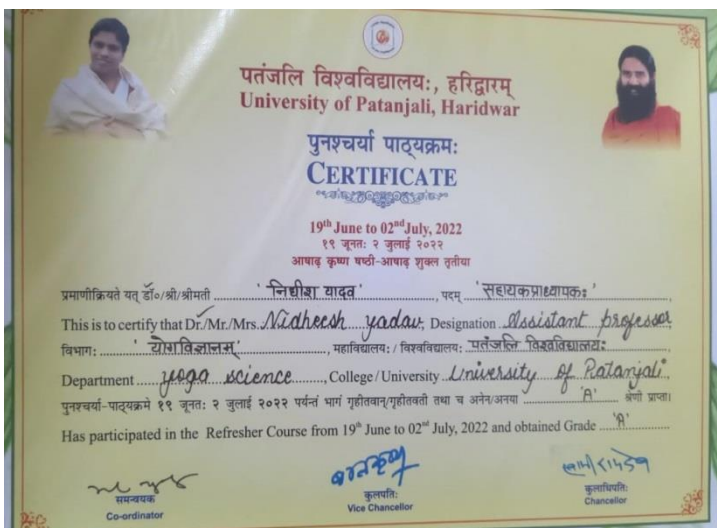 पतंजलि विश्वविद्यालयः, हरिद्वारम्
University of Patanjali, Haridwar
पुनश्चर्या पाठ्यक्रमः
CERTIFICATE
19th June to 02nd July, 2022
१९ जूनतः २ जुलाई २०२२
आषाढ़ कृष्ण षष्ठी-आषाढ़ शुक्ल तृतीया
प्रमाणीक्रियते यत् डॉ०/श्री/श्रीमती 'निधीश यादव', पदम् 'सहायकप्राध्यापकः'
This is to certify that Dr./Mr./Mrs. Nidheesh yadav, Designation Assistant professor,
विभागः 'योगविज्ञानम्', महाविद्यालयः/ विश्वविद्यालयः पतंजलि विश्वविद्यालयः
Department yoga science, College/University University of Patanjali
पुनश्चर्या-पाठ्यक्रमे १९ जूनतः २ जुलाई २०२२ पर्यन्तं भागं गृहीतवान्/गृहीतवती तथा च अनेन/अनया 'A' श्रेणी प्राप्ता।
Has participated in the Refresher Course from 19th June to 02nd July, 2022 and obtained Grade 'A'
समन्वयक
Co-ordinator
कुलपतिः
Vice Chancellor
कुलाधिपतिः
Chancellor